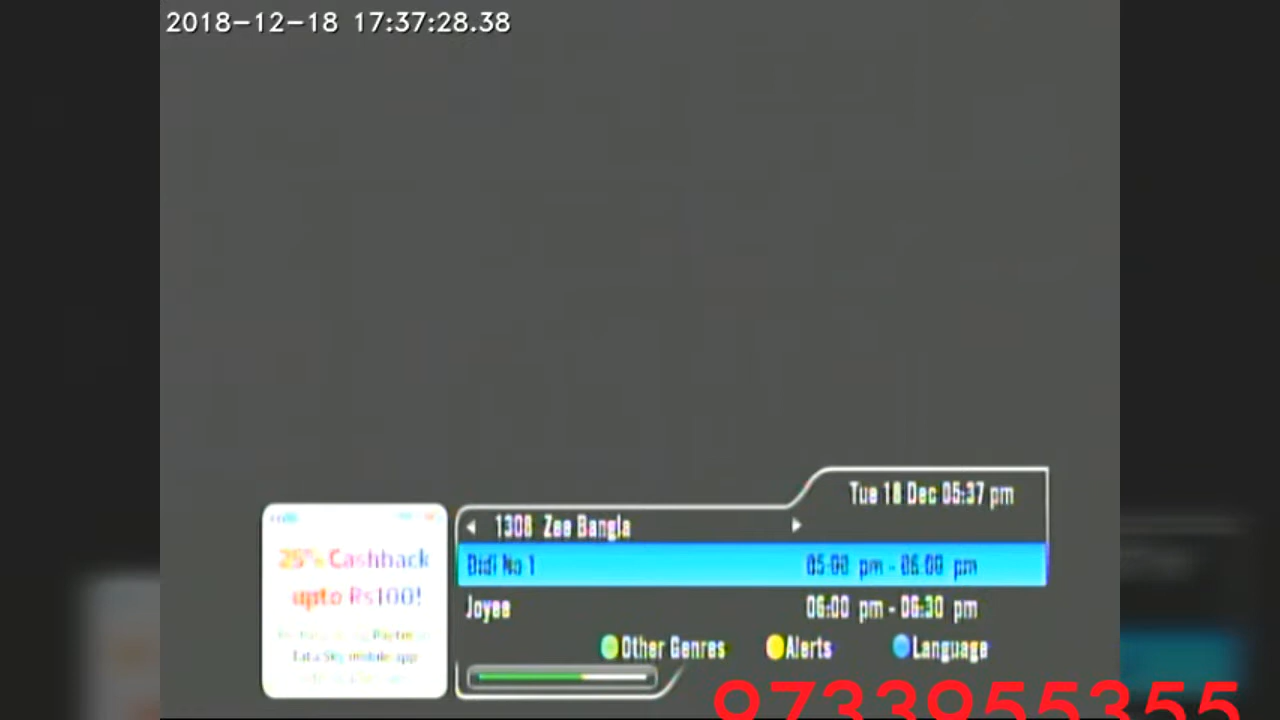 2018-12-18 17:37:28.38
Tue 18 Dec 05:37 pm
1308 Zee Bangla
Didi No 1 05:00 pm - 06:00 pm
Joyee 06:00 pm - 06:30 pm
Other Genres Alerts Language
25% Cashback
upto Rs100!
Paytm
Tata Sky mobile app
9733955355